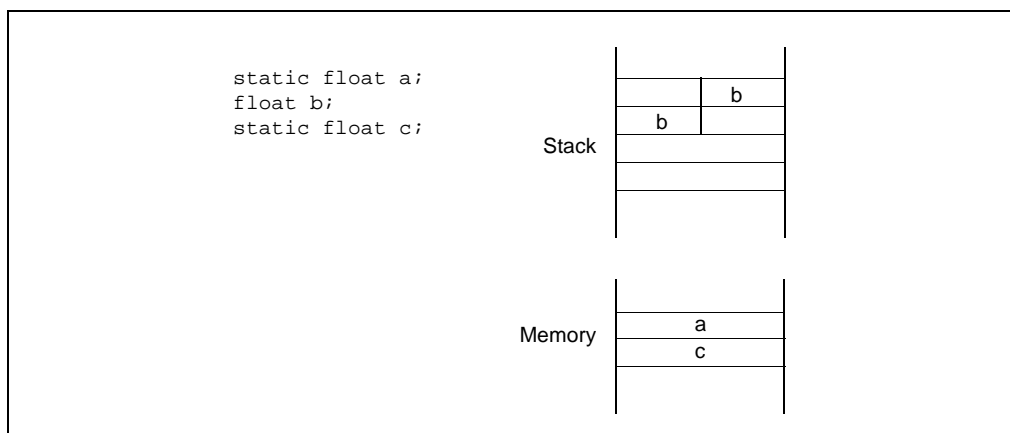 static float a;
float b;
static float c;
b
b
Stack
a
Memory
c